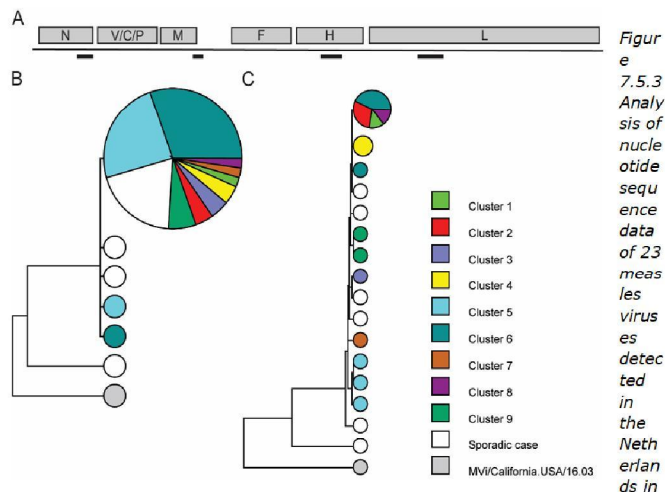 A
N V/C/P M F H L
B
C
Cluster 1
Cluster 2
Cluster 3
Cluster 4
Cluster 5
Cluster 6
Cluster 7
Cluster 8
Cluster 9
Sporadic case
MVi/California.USA/16.03
Figur
e
7.5.3
Analy
sis of
nucle
otide
sequ
ence
data
of 23
meas
les
virus
es
detec
ted
in
the
Neth
erlan
ds in